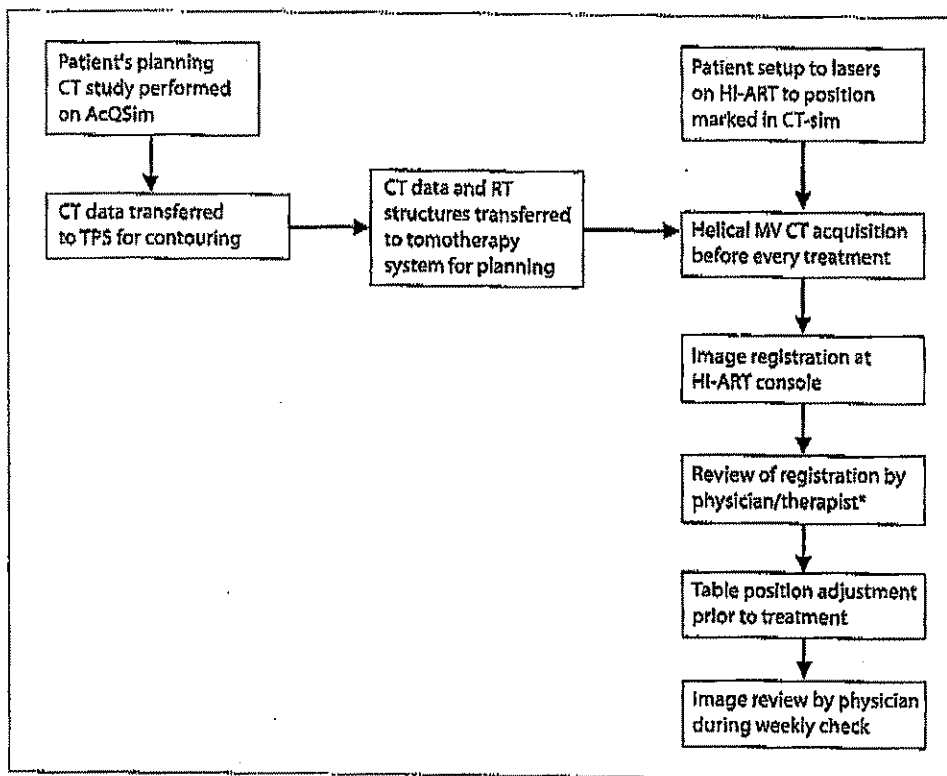 Patient's planning
CT study performed
on AcQSim
Patient setup to lasers
on HI-ART to position
marked in CT-sim
CT data transferred
to TPS for contouring
CT data and RT
structures transferred
to tomotherapy
system for planning
Helical MV CT acquisition
before every treatment
Image registration at
HI-ART console
Review of registration by
physician/therapist*
Table position adjustment
prior to treatment
Image review by physician
during weekly check